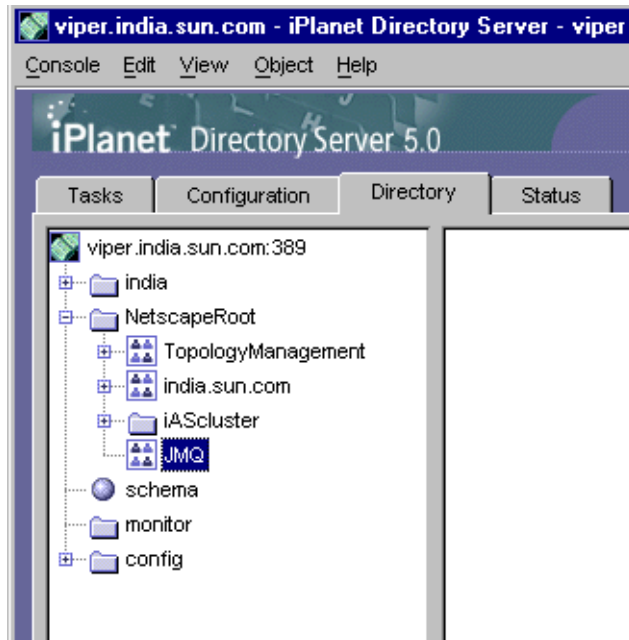 viper.india.sun.com - iPlanet Directory Server - viper
Console Edit View Object Help
iPlanet Directory Server 5.0
Tasks Configuration Directory Status
viper.india.sun.com:389
india
NetscapeRoot
TopologyManagement
india.sun.com
iAScluster
JMQ
schema
monitor
config